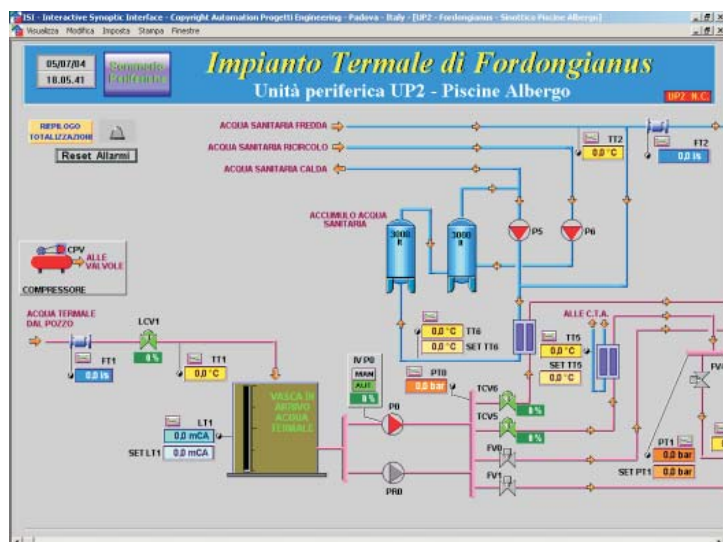 ISI - Interactive Synoptic Interface - Copyright Automation Progetti Engineering - Padova - Italy - [UP2 - Fordongianus - Sinottico Piscine Albergo]
Visualizza Modifica Imposta Stampa Finestre
05/07/04
18.05.41
Sommario
Periferiche
Impianto Termale di Fordongianus
Unità periferica UP2 - Piscine Albergo
UP2 N.C.
RIEPILOGO
TOTALIZZAZIONI
Reset Allarmi
ACQUA SANITARIA FREDDA
ACQUA SANITARIA RICIRCOLO
ACQUA SANITARIA CALDA
TT2
0,0 °C
FT2
0,0 l/s
ACCUMULO ACQUA
SANITARIA
3000
lt
3000
lt
P5
P6
CPV
ALLE
VALVOLE
COMPRESSORE
ACQUA TERMALE
DAL POZZO
LCV1
0 %
FT1
0,0 l/s
TT1
0,0 °C
0,0 °C TT6
0,0 °C SET TT6
ALLE C.T.A.
TT5
0,0 °C
SET TT5
0,0 °C
VASCA DI
ARRIVO
ACQUA
TERMALE
LT1
0,0 mCA
SET LT1 0,0 mCA
IV P0
MAN
AUT
0 %
PT0
0,0 bar
TCV6
0 %
TCV5
0 %
P0
PR0
FV0
FV1
PT1
0,0 bar
SET PT1 0,0 bar